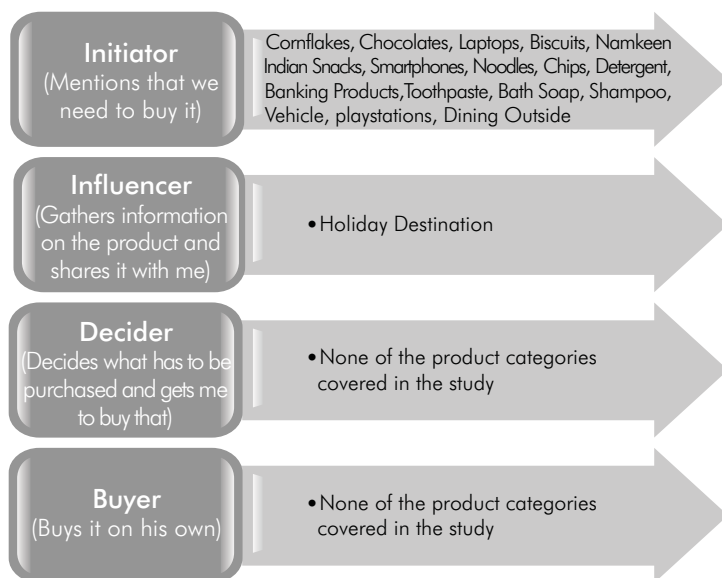 Initiator
(Mentions that we
need to buy it)
Cornflakes, Chocolates, Laptops, Biscuits, Namkeen
Indian Snacks, Smartphones, Noodles, Chips, Detergent,
Banking Products,Toothpaste, Bath Soap, Shampoo,
Vehicle, playstations, Dining Outside
Influencer
(Gathers information
on the product and
shares it with me)
•Holiday Destination
Decider
(Decides what has to be
purchased and gets me
to buy that)
•None of the product categories
covered in the study
Buyer
(Buys it on his own)
•None of the product categories
covered in the study